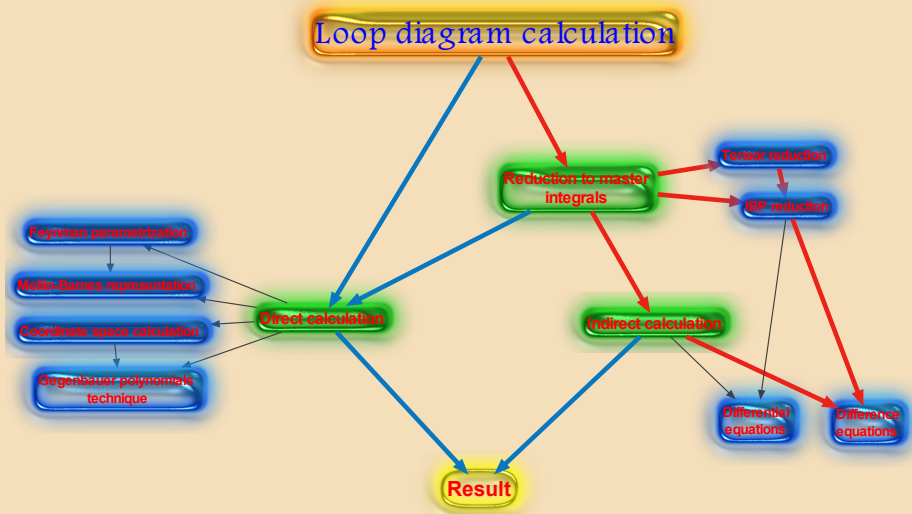 Loop diagram calculation
Tensor reduction
Reduction to master
integrals
IBP reduction
Feynman parametrization
Mellin-Barnes representation
Coordinate space calculation
Direct calculation
Indirect calculation
Gegenbauer polynomials
technique
Differential
equations
Difference
equations
Result